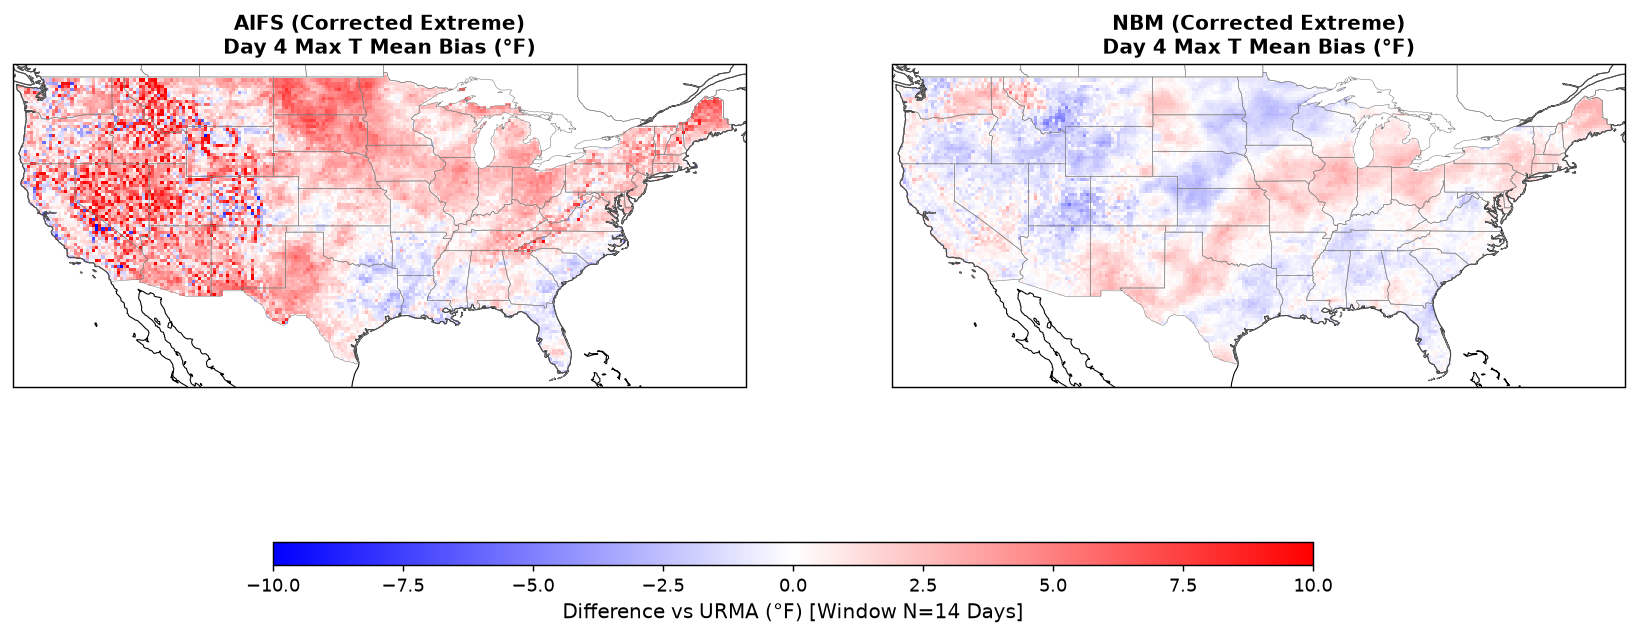 AIFS (Corrected Extreme)
Day 4 Max T Mean Bias (°F)
NBM (Corrected Extreme)
Day 4 Max T Mean Bias (°F)
−10.0 −7.5 −5.0 −2.5 0.0 2.5 5.0 7.5 10.0
Difference vs URMA (°F) [Window N=14 Days]